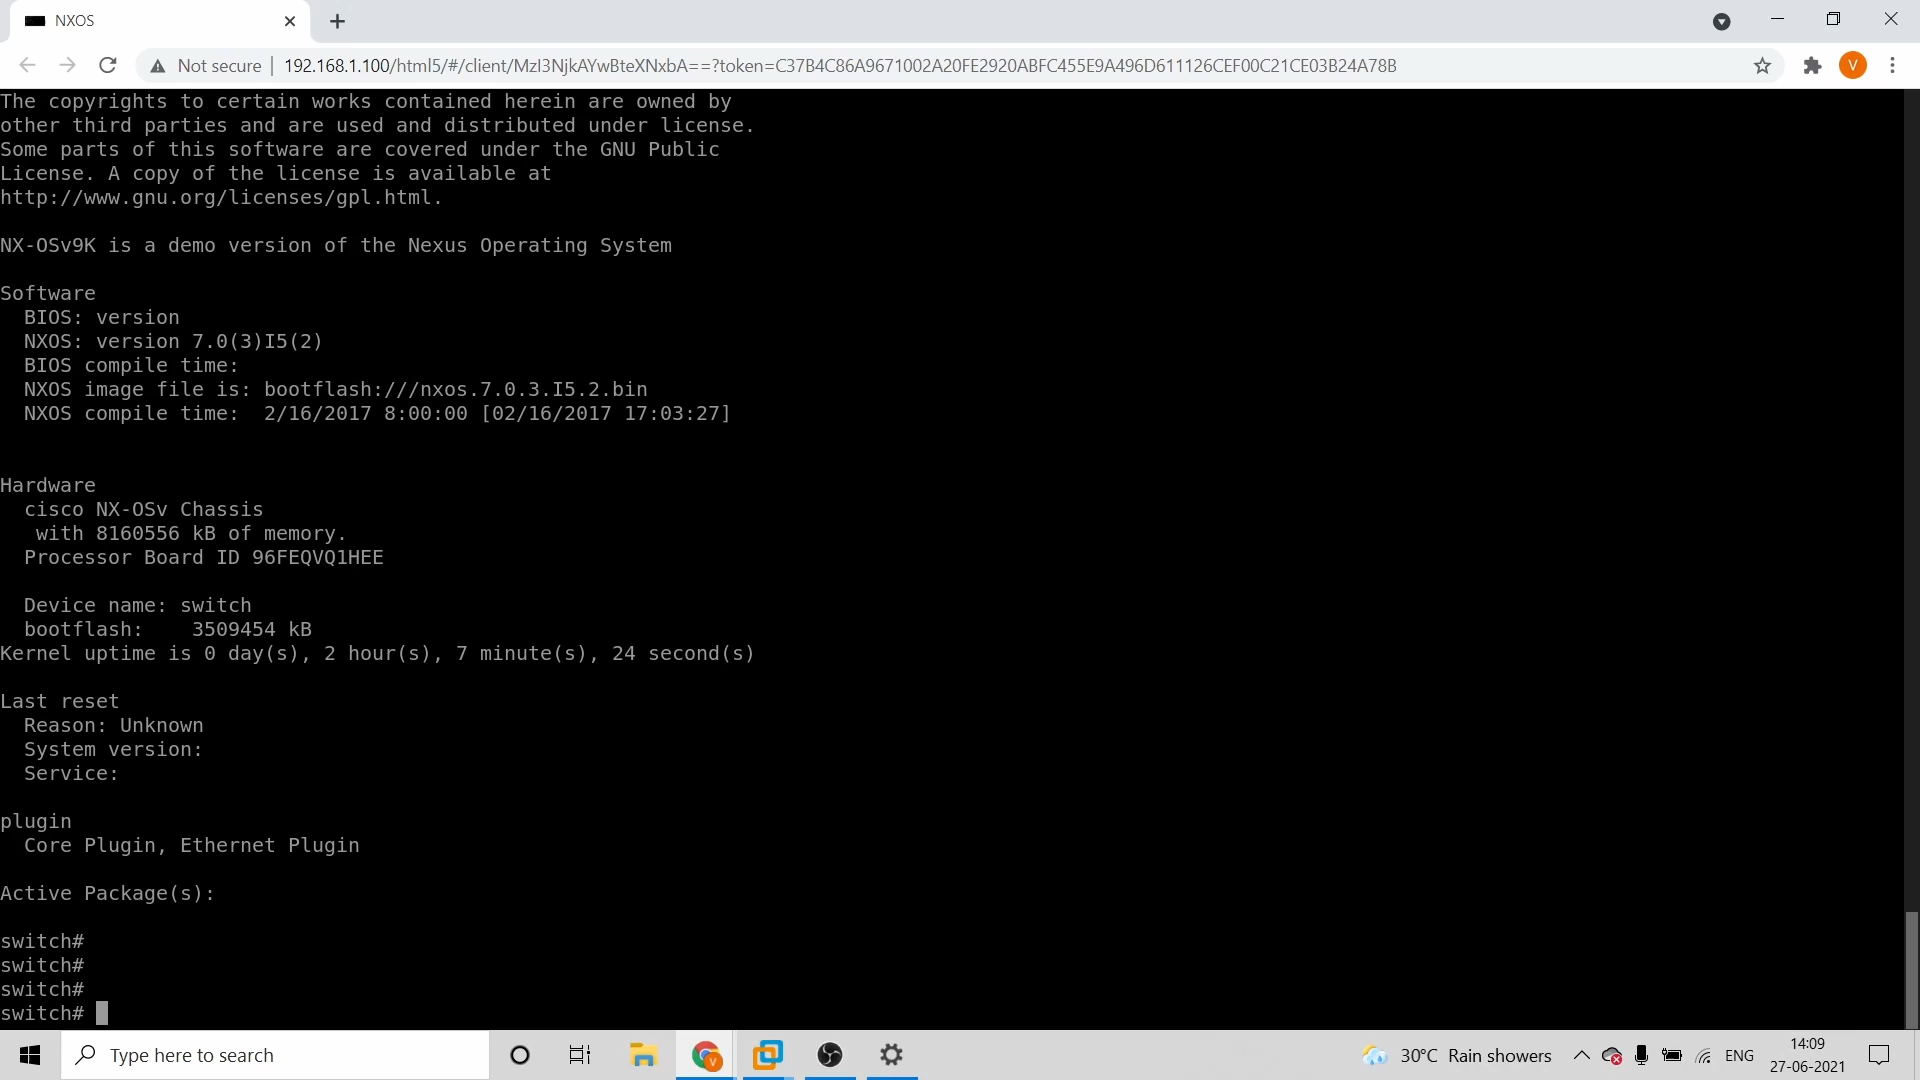 NXOS
Not secure
192.168.1.100/html5/#/client/MzI3NjkAYwBteXNxbA==?token=C37B4C86A9671002A20FE2920ABFC455E9A496D611126CEF00C21CE03B24A78B
V
The copyrights to certain works contained herein are owned by
other third parties and are used and distributed under license.
Some parts of this software are covered under the GNU Public
License. A copy of the license is available at
http://www.gnu.org/licenses/gpl.html.
NX-OSv9K is a demo version of the Nexus Operating System
Software
BIOS: version
NXOS: version 7.0(3)I5(2)
BIOS compile time:
NXOS image file is: bootflash:///nxos.7.0.3.I5.2.bin
NXOS compile time:  2/16/2017 8:00:00 [02/16/2017 17:03:27]
Hardware
cisco NX-OSv Chassis
with 8160556 kB of memory.
Processor Board ID 96FEQVQ1HEE
Device name: switch
bootflash:    3509454 kB
Kernel uptime is 0 day(s), 2 hour(s), 7 minute(s), 24 second(s)
Last reset
Reason: Unknown
System version:
Service:
plugin
Core Plugin, Ethernet Plugin
Active Package(s):
switch#
switch#
switch#
switch#
Type here to search
V
30°C Rain showers
ENG
14:09
27-06-2021